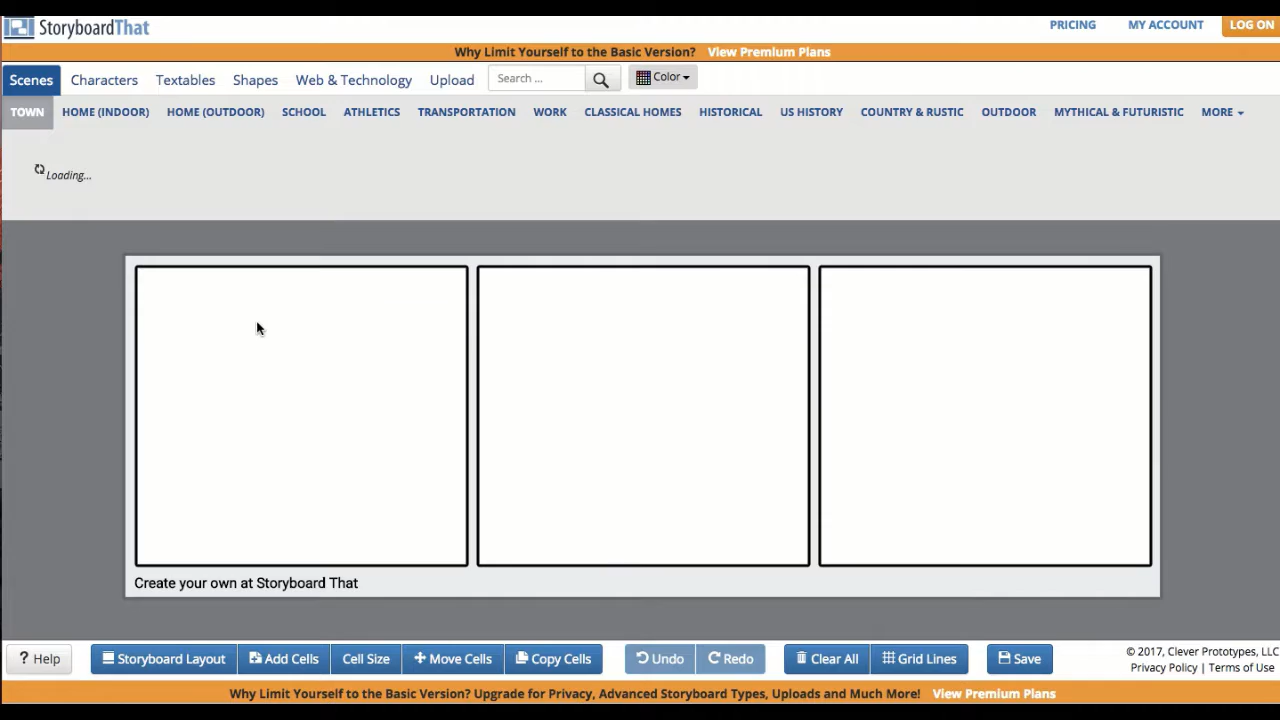 StoryboardThat
PRICING MY ACCOUNT LOG ON
Why Limit Yourself to the Basic Version? View Premium Plans
Scenes Characters Textables Shapes Web & Technology Upload Search ... Color
TOWN HOME (INDOOR) HOME (OUTDOOR) SCHOOL ATHLETICS TRANSPORTATION WORK CLASSICAL HOMES HISTORICAL US HISTORY COUNTRY & RUSTIC OUTDOOR MYTHICAL & FUTURISTIC MORE
Loading...
Create your own at Storyboard That
? Help Storyboard Layout Add Cells Cell Size Move Cells Copy Cells Undo Redo Clear All Grid Lines Save
© 2017, Clever Prototypes, LLC
Privacy Policy | Terms of Use
Why Limit Yourself to the Basic Version? Upgrade for Privacy, Advanced Storyboard Types, Uploads and Much More! View Premium Plans